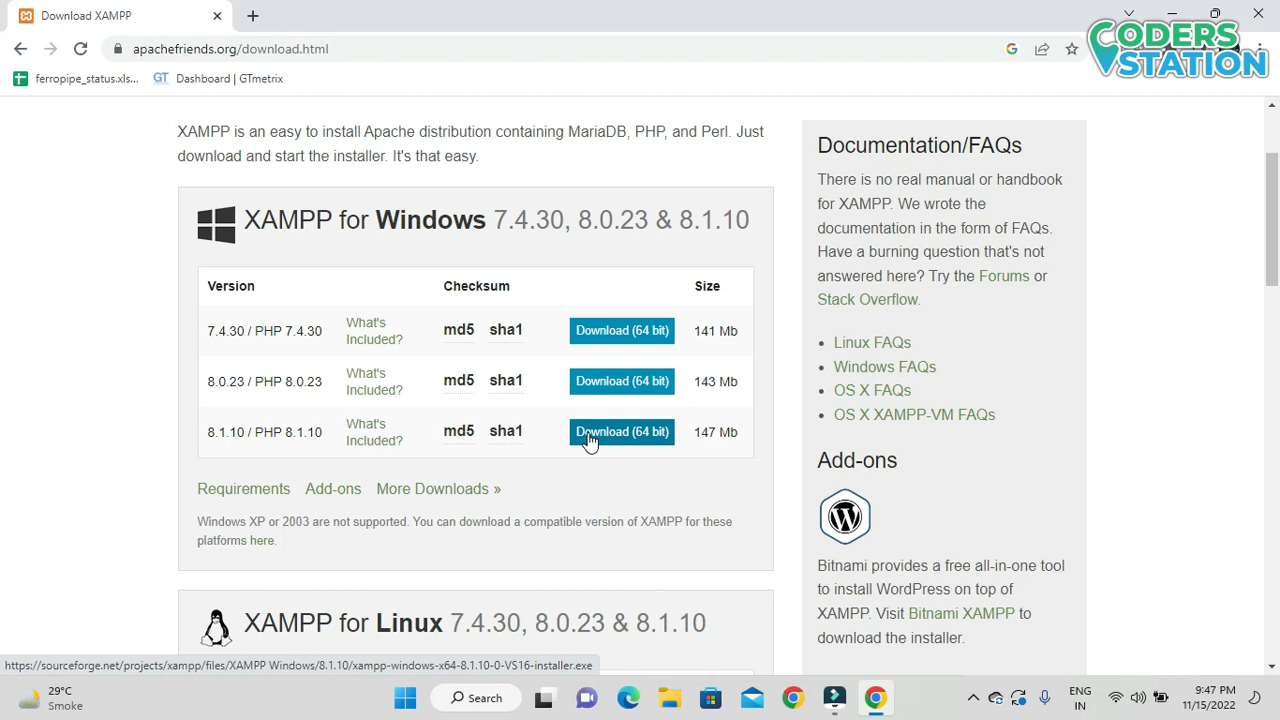 Download XAMPP
apachefriends.org/download.html
CODERS
STATION
ferropipe_status.xls...
GT Dashboard | GTmetrix
XAMPP is an easy to install Apache distribution containing MariaDB, PHP, and Perl. Just
download and start the installer. It's that easy.
XAMPP for Windows 7.4.30, 8.0.23 & 8.1.10
Version Checksum Size
7.4.30 / PHP 7.4.30 What's Included? md5 sha1 Download (64 bit) 141 Mb
8.0.23 / PHP 8.0.23 What's Included? md5 sha1 Download (64 bit) 143 Mb
8.1.10 / PHP 8.1.10 What's Included? md5 sha1 Download (64 bit) 147 Mb
Requirements Add-ons More Downloads »
Windows XP or 2003 are not supported. You can download a compatible version of XAMPP for these
platforms here.
XAMPP for Linux 7.4.30, 8.0.23 & 8.1.10
Documentation/FAQs
There is no real manual or handbook
for XAMPP. We wrote the
documentation in the form of FAQs.
Have a burning question that's not
answered here? Try the Forums or
Stack Overflow.
• Linux FAQs
• Windows FAQs
• OS X FAQs
• OS X XAMPP-VM FAQs
Add-ons
Bitnami provides a free all-in-one tool
to install WordPress on top of
XAMPP. Visit Bitnami XAMPP to
download the installer.
https://sourceforge.net/projects/xampp/files/XAMPP Windows/8.1.10/xampp-windows-x64-8.1.10-0-VS16-installer.exe
29°C
Smoke
Search
ENG
IN
9:47 PM
11/15/2022